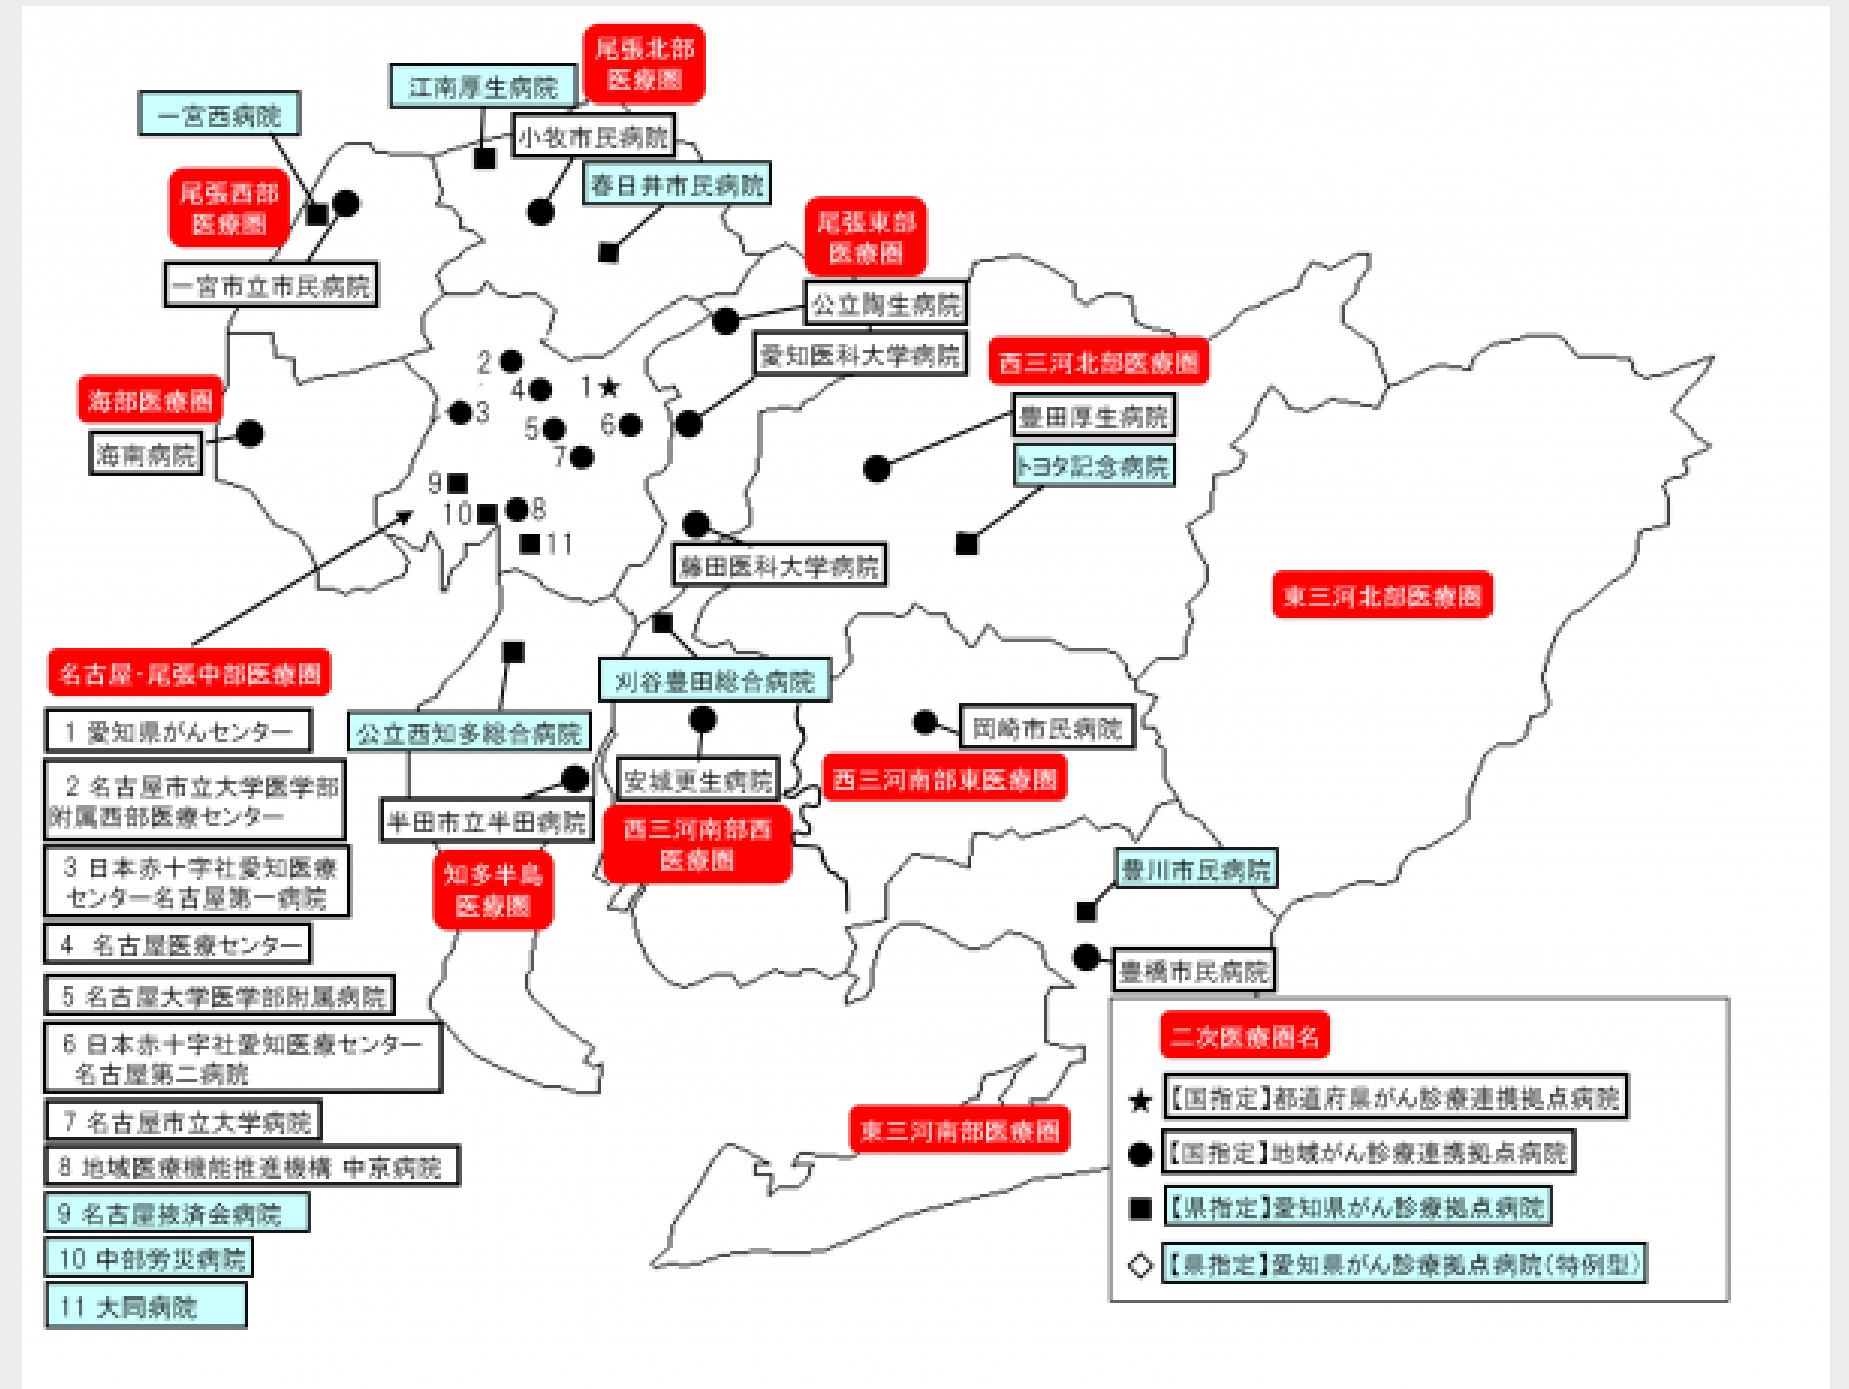 尾張北部
医療圏
江南厚生病院
一宮西病院
小牧市民病院
春日井市民病院
尾張西部
医療圏
尾張東部
医療圏
一宮市立市民病院
公立陶生病院
愛知医科大学病院
西三河北部医療圏
海部医療圏
海南病院
豊田厚生病院
トヨタ記念病院
2
4
1★
3
5
6
7
9
10
8
11
藤田医科大学病院
東三河北部医療圏
名古屋・尾張中部医療圏
刈谷豊田総合病院
公立西知多総合病院
岡崎市民病院
安城更生病院
西三河南部東医療圏
半田市立半田病院
西三河南部西
医療圏
知多半島
医療圏
豊川市民病院
豊橋市民病院
東三河南部医療圏
1 愛知県がんセンター
2 名古屋市立大学医学部
附属西部医療センター
3 日本赤十字社愛知医療
センター名古屋第一病院
4 名古屋医療センター
5 名古屋大学医学部附属病院
6 日本赤十字社愛知医療センター
名古屋第二病院
7 名古屋市立大学病院
8 地域医療機能推進機構 中京病院
9 名古屋掖済会病院
10 中部労災病院
11 大同病院
二次医療圏名
★ 【国指定】都道府県がん診療連携拠点病院
● 【国指定】地域がん診療連携拠点病院
■ 【県指定】愛知県がん診療拠点病院
◇ 【県指定】愛知県がん診療拠点病院(特例型)